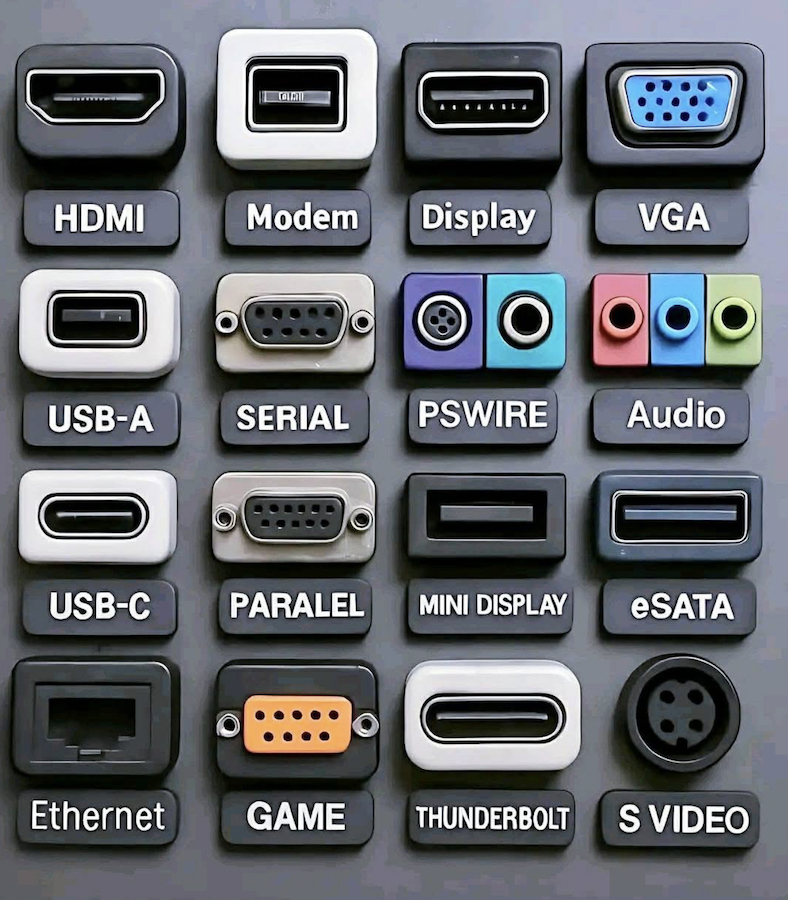 HDMI
Modem
Display
VGA
USB-A
SERIAL
PSWIRE
Audio
USB-C
PARALEL
MINI DISPLAY
eSATA
Ethernet
GAME
THUNDERBOLT
S VIDEO